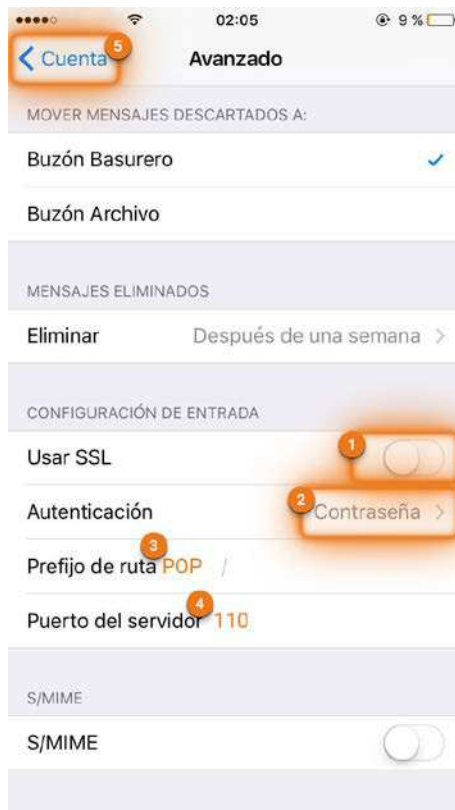 02:05
9 %
Cuenta
5
Avanzado
MOVER MENSAJES DESCARTADOS A:
Buzón Basurero
Buzón Archivo
MENSAJES ELIMINADOS
Eliminar Después de una semana
CONFIGURACIÓN DE ENTRADA
Usar SSL
1
Autenticación
2
Contraseña
Prefijo de ruta
3
POP /
Puerto del servidor
4
110
S/MIME
S/MIME